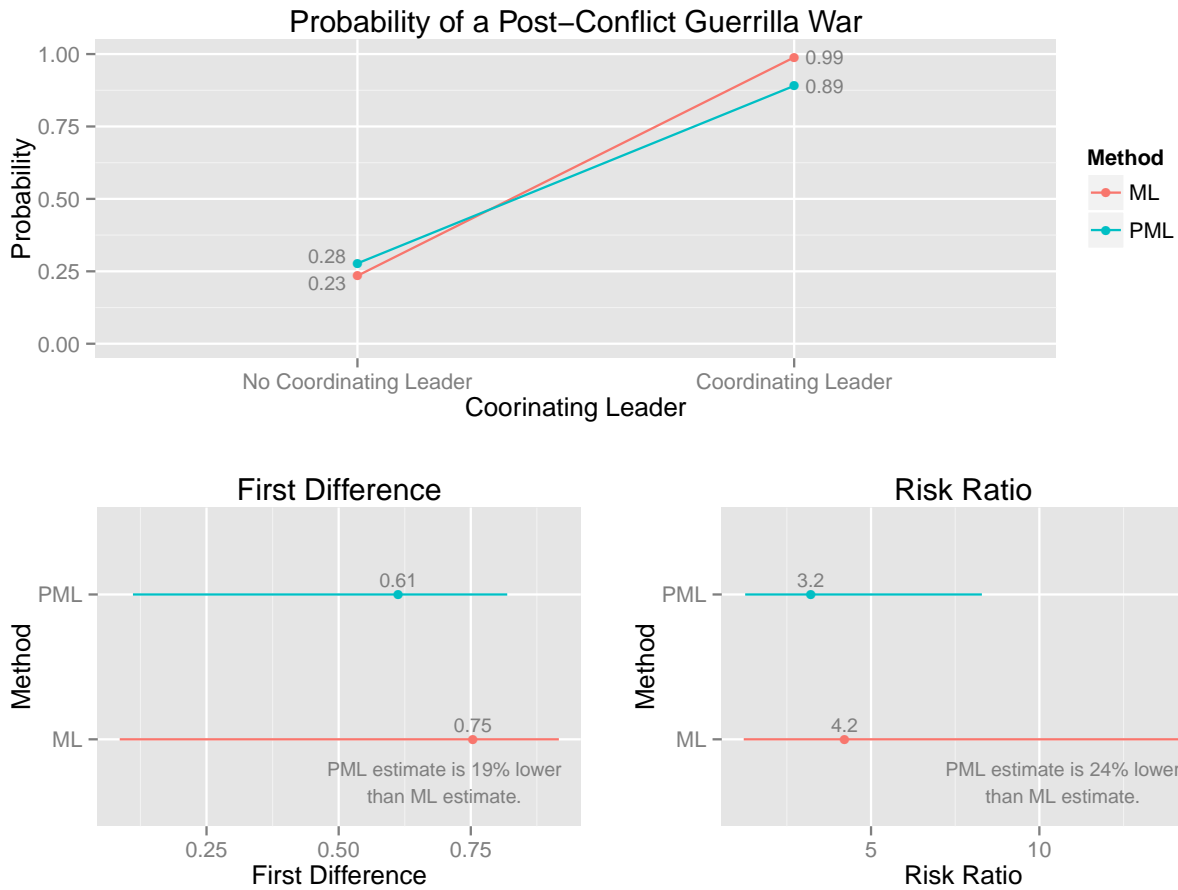 Probability of a Post−Conflict Guerrilla War
1.00
0.75
0.50
0.25
0.00
Probability
0.99
0.89
0.28
0.23
No Coordinating Leader
Coordinating Leader
Coorinating Leader
Method
ML
PML
First Difference
PML
ML
Method
0.61
0.75
PML estimate is 19% lower
than ML estimate.
0.25
0.50
0.75
First Difference
Risk Ratio
PML
ML
Method
3.2
4.2
PML estimate is 24% lower
than ML estimate.
5
10
Risk Ratio